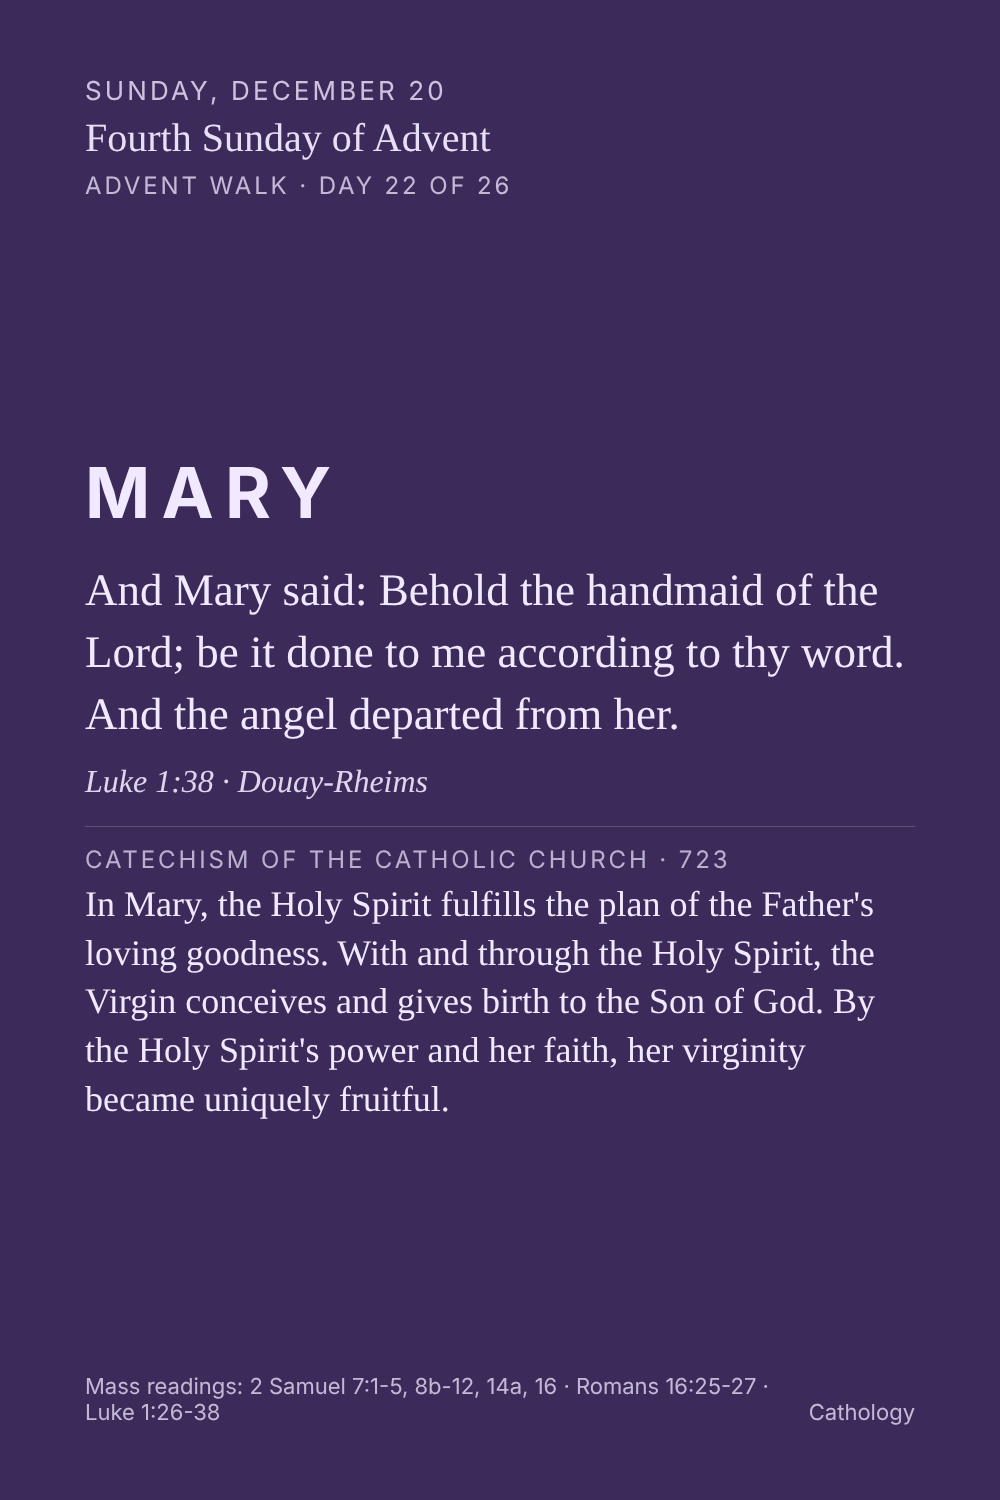 SUNDAY, DECEMBER 20
Fourth Sunday of Advent
ADVENT WALK · DAY 22 OF 26
MARY
And Mary said: Behold the handmaid of the
Lord; be it done to me according to thy word.
And the angel departed from her.
Luke 1:38 · Douay-Rheims
CATECHISM OF THE CATHOLIC CHURCH · 723
In Mary, the Holy Spirit fulfills the plan of the Father's
loving goodness. With and through the Holy Spirit, the
Virgin conceives and gives birth to the Son of God. By
the Holy Spirit's power and her faith, her virginity
became uniquely fruitful.
Mass readings: 2 Samuel 7:1-5, 8b-12, 14a, 16 · Romans 16:25-27 ·
Luke 1:26-38
Cathology